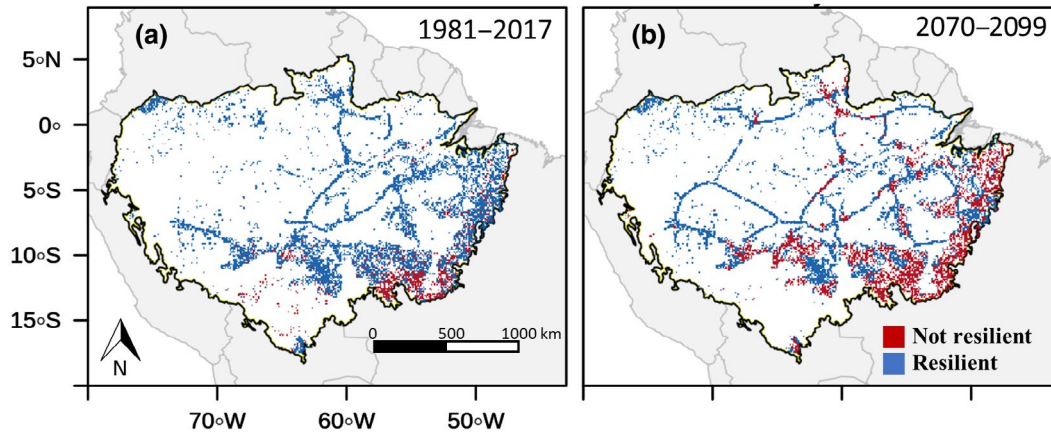 (a) 1981–2017
(b) 2070–2099
5°N
0°
5°S
10°S
15°S
0 500 1000 km
N
Not resilient
Resilient
70°W 60°W 50°W